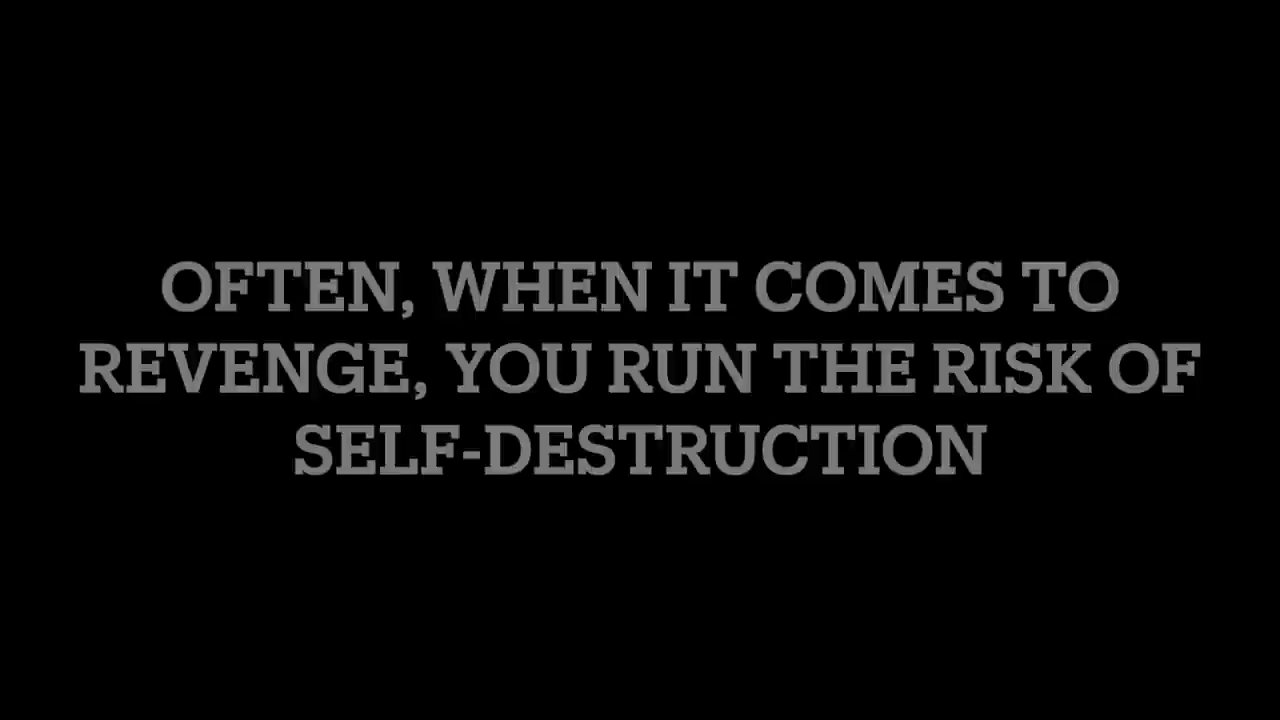 OFTEN, WHEN IT COMES TO
REVENGE, YOU RUN THE RISK OF
SELF-DESTRUCTION